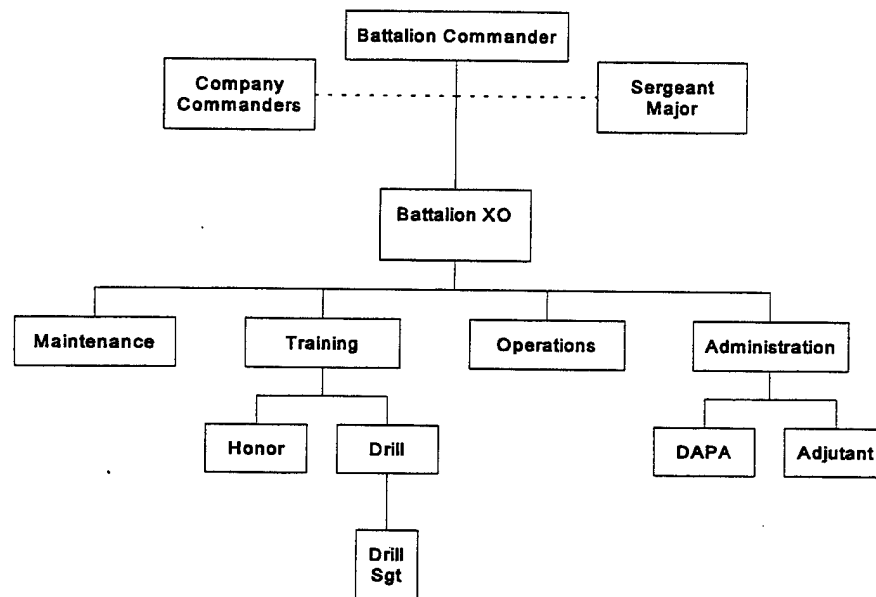 Battalion Commander
Company
Commanders
Sergeant
Major
Battalion XO
Maintenance
Training
Operations
Administration
Honor
Drill
DAPA
Adjutant
Drill
Sgt